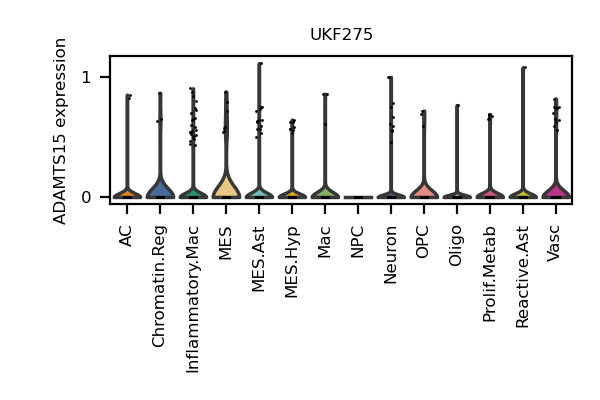 UKF275
ADAMTS15 expression
1
0
AC
Chromatin.Reg
Inflammatory.Mac
MES
MES.Ast
MES.Hyp
Mac
NPC
Neuron
OPC
Oligo
Prolif.Metab
Reactive.Ast
Vasc